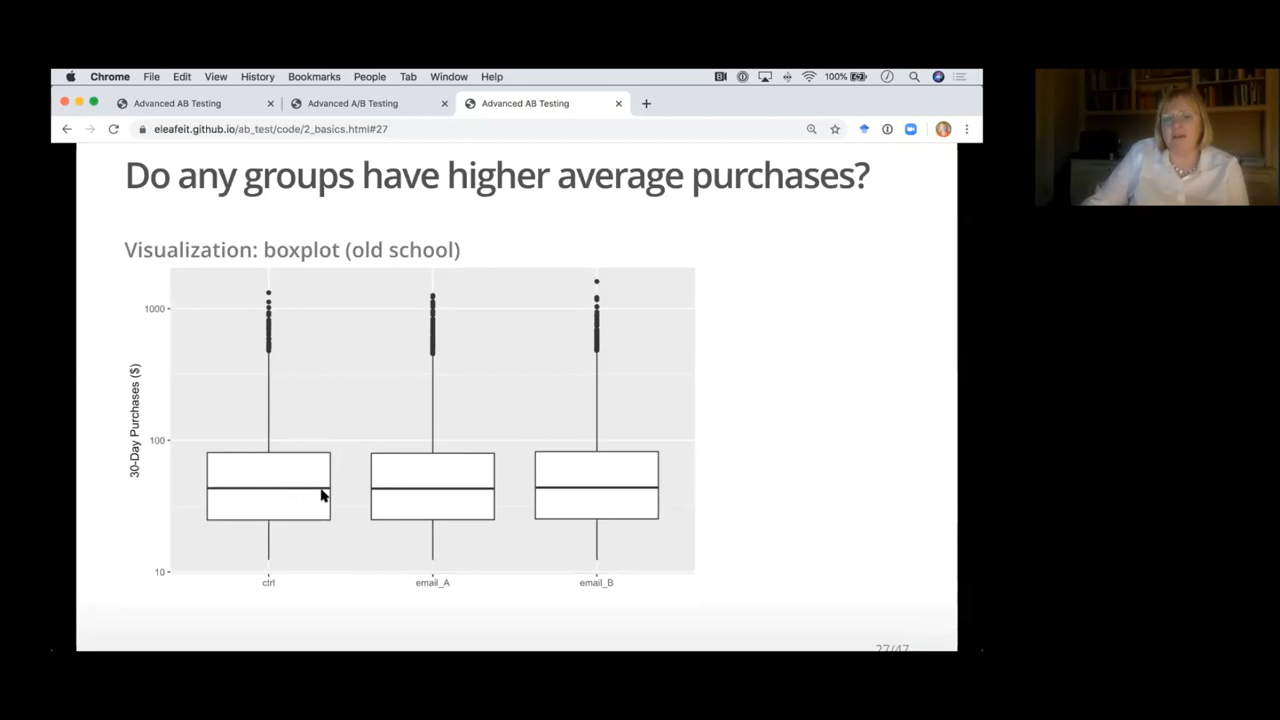 Chrome File Edit View History Bookmarks People Tab Window Help 100%
Advanced AB Testing Advanced A/B Testing Advanced AB Testing
eleafeit.github.io/ab_test/code/2_basics.html#27
Do any groups have higher average purchases?
Visualization: boxplot (old school)
30-Day Purchases ($)
1000
100
10
ctrl email_A email_B
27/47